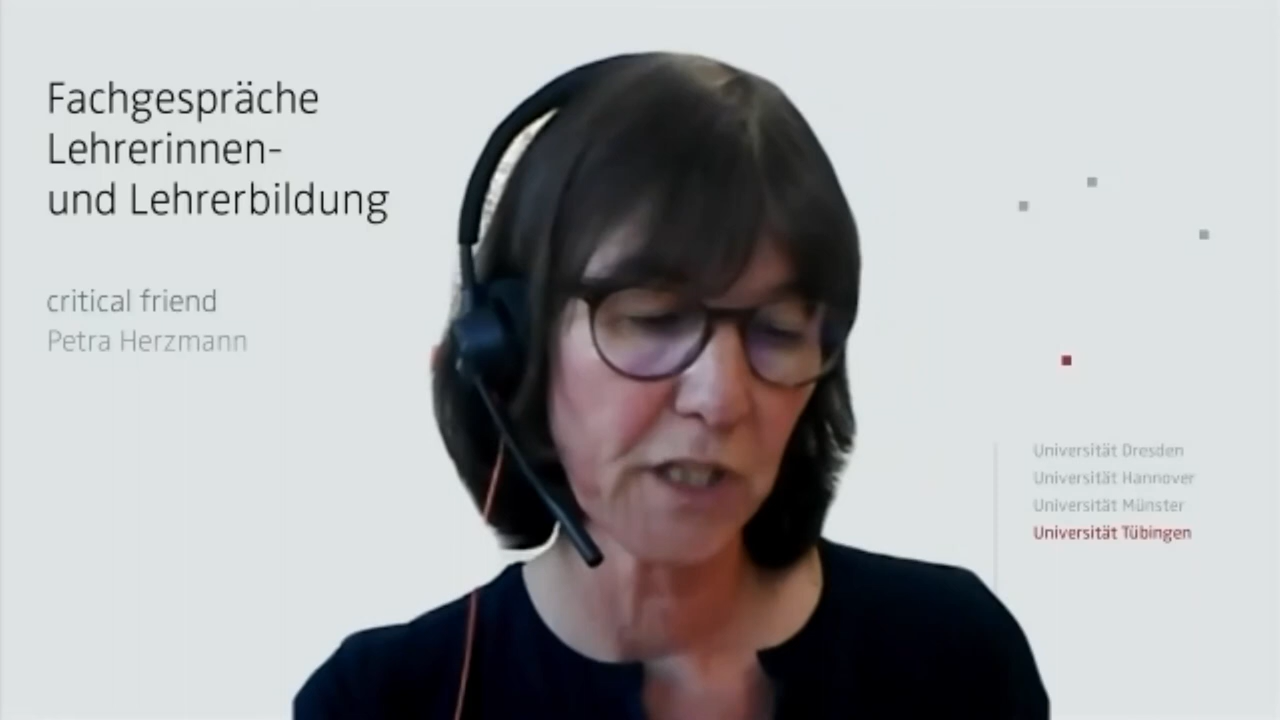 Fachgespräche
Lehrerinnen-
und Lehrerbildung
critical friend
Petra Herzmann
Universität Dresden
Universität Hannover
Universität Münster
Universität Tübingen